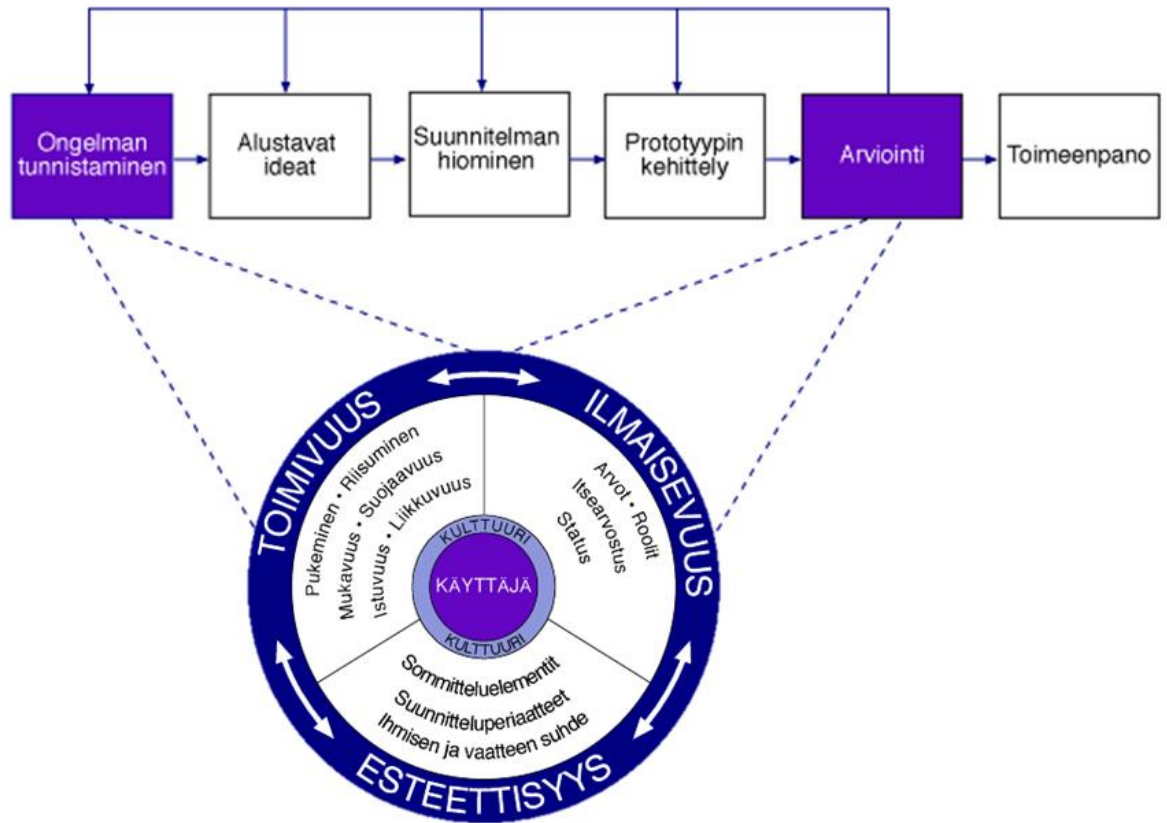 Ongelman
tunnistaminen
Alustavat
ideat
Suunnitelman
hiominen
Prototyypin
kehittely
Arviointi
Toimeenpano
TOIMIVUUS
ILMAISEVUUS
ESTEETTISYYS
Pukeminen • Riisuminen
Mukavuus • Suojaavuus
Istuvuus • Liikkuvuus
Arvot • Roolit
Itsearvostus
Status
KULTTUURI
KÄYTTÄJÄ
KULTTUURI
Sommitteluelementit
Suunnitteluperiaatteet
Ihmisen ja vaatteen suhde